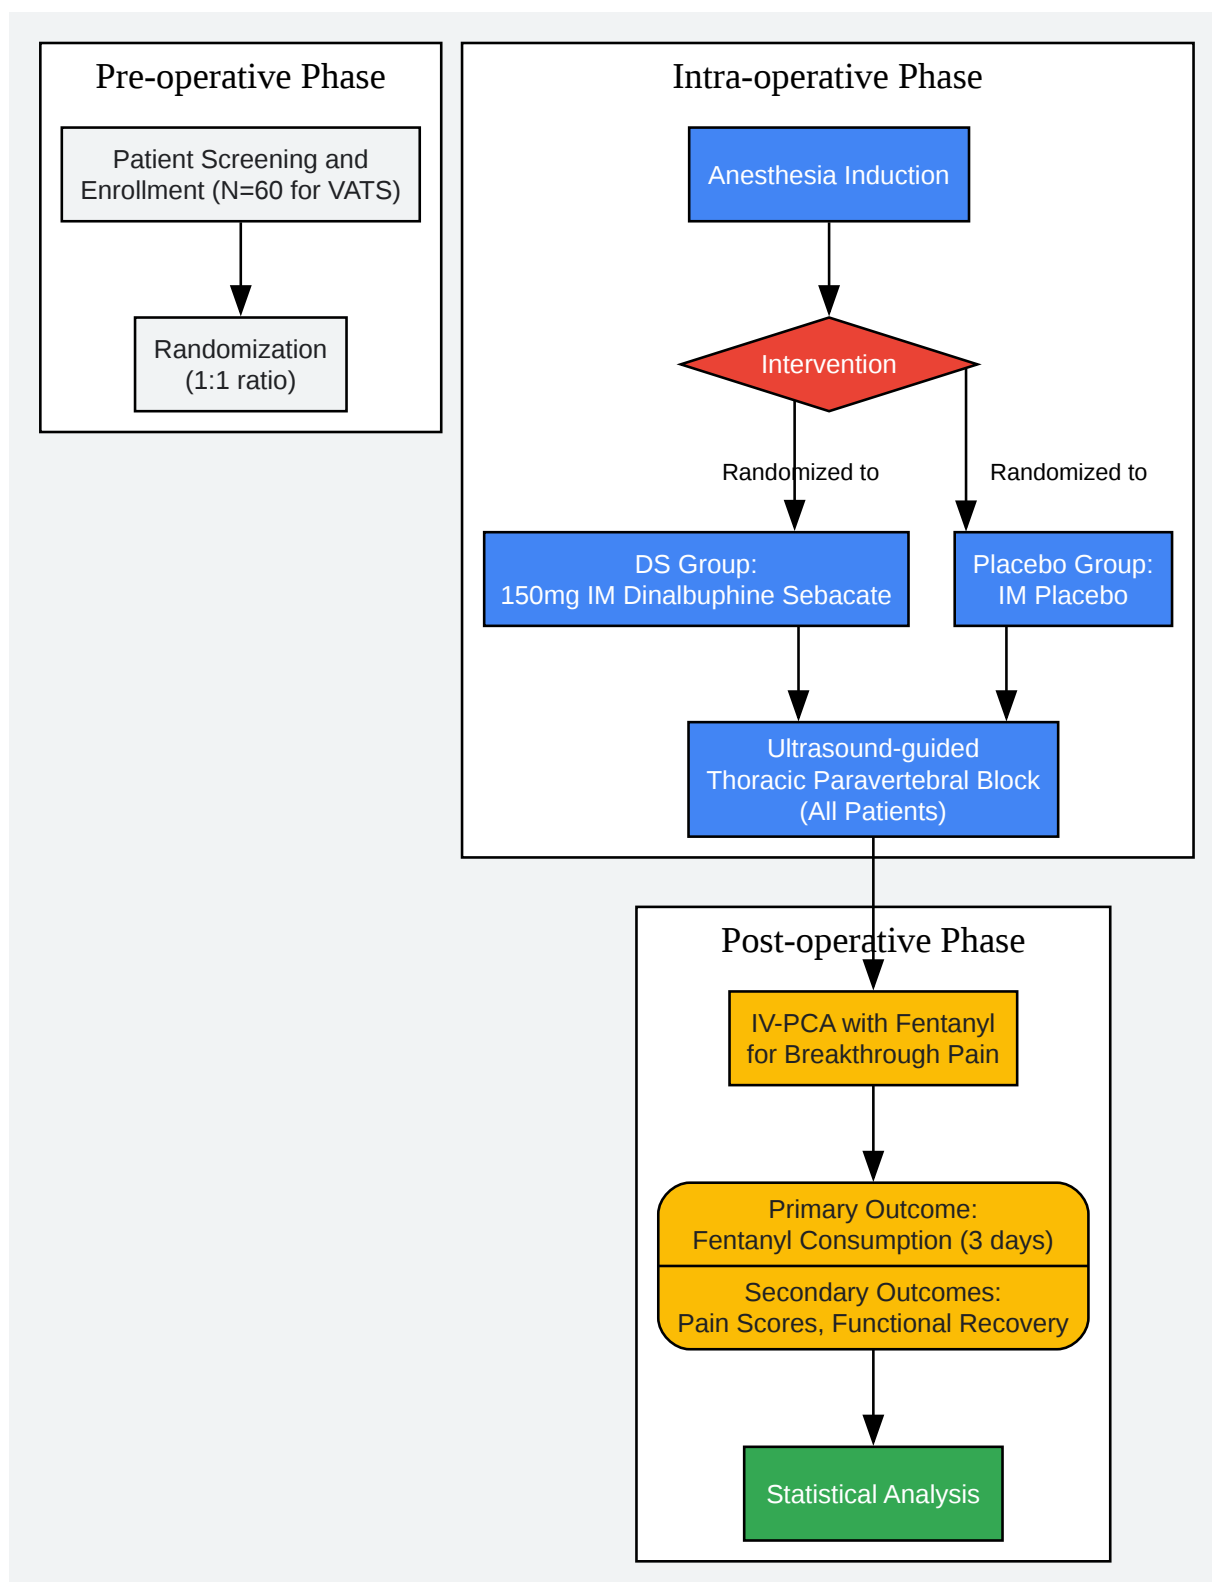 Pre-operative Phase
Patient Screening and
Enrollment (N=60 for VATS)
Randomization
(1:1 ratio)
Intra-operative Phase
Anesthesia Induction
Intervention
Randomized to
Randomized to
DS Group:
150mg IM Dinalbuphine Sebacate
Placebo Group:
IM Placebo
Ultrasound-guided
Thoracic Paravertebral Block
(All Patients)
Post-operative Phase
IV-PCA with Fentanyl
for Breakthrough Pain
Primary Outcome:
Fentanyl Consumption (3 days)
Secondary Outcomes:
Pain Scores, Functional Recovery
Statistical Analysis